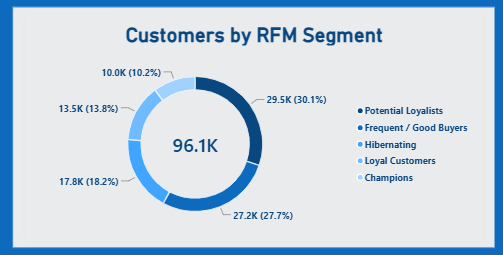 Customers by RFM Segment
10.0K (10.2%)
29.5K (30.1%)
13.5K (13.8%)
96.1K
17.8K (18.2%)
27.2K (27.7%)
Potential Loyalists
Frequent / Good Buyers
Hibernating
Loyal Customers
Champions